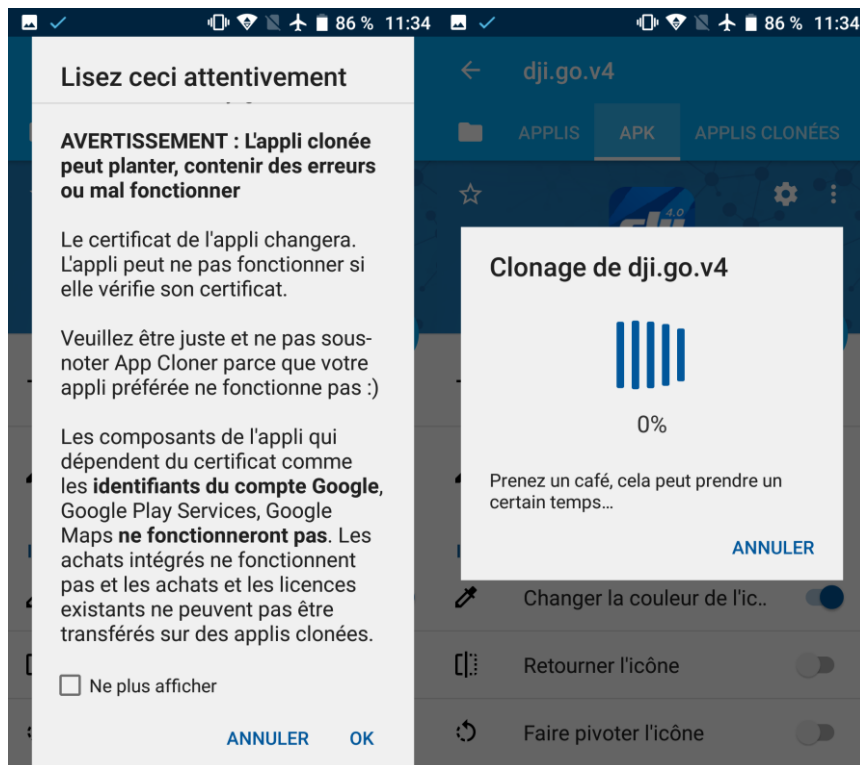 86 % 11:34
Lisez ceci attentivement
AVERTISSEMENT : L'appli clonée
peut planter, contenir des erreurs
ou mal fonctionner
Le certificat de l'appli changera.
L'appli peut ne pas fonctionner si
elle vérifie son certificat.
Veuillez être juste et ne pas sous-
noter App Cloner parce que votre
appli préférée ne fonctionne pas :)
Les composants de l'appli qui
dépendent du certificat comme
les identifiants du compte Google,
Google Play Services, Google
Maps ne fonctionneront pas. Les
achats intégrés ne fonctionnent
pas et les achats et les licences
existants ne peuvent pas être
transférés sur des applis clonées.
Ne plus afficher
ANNULER OK
86 % 11:34
dji.go.v4
APPLIS APK APPLIS CLONÉES
4.0
Clonage de dji.go.v4
0%
Prenez un café, cela peut prendre un
certain temps…
ANNULER
Changer la couleur de l'ic..
Retourner l'icône
Faire pivoter l'icône